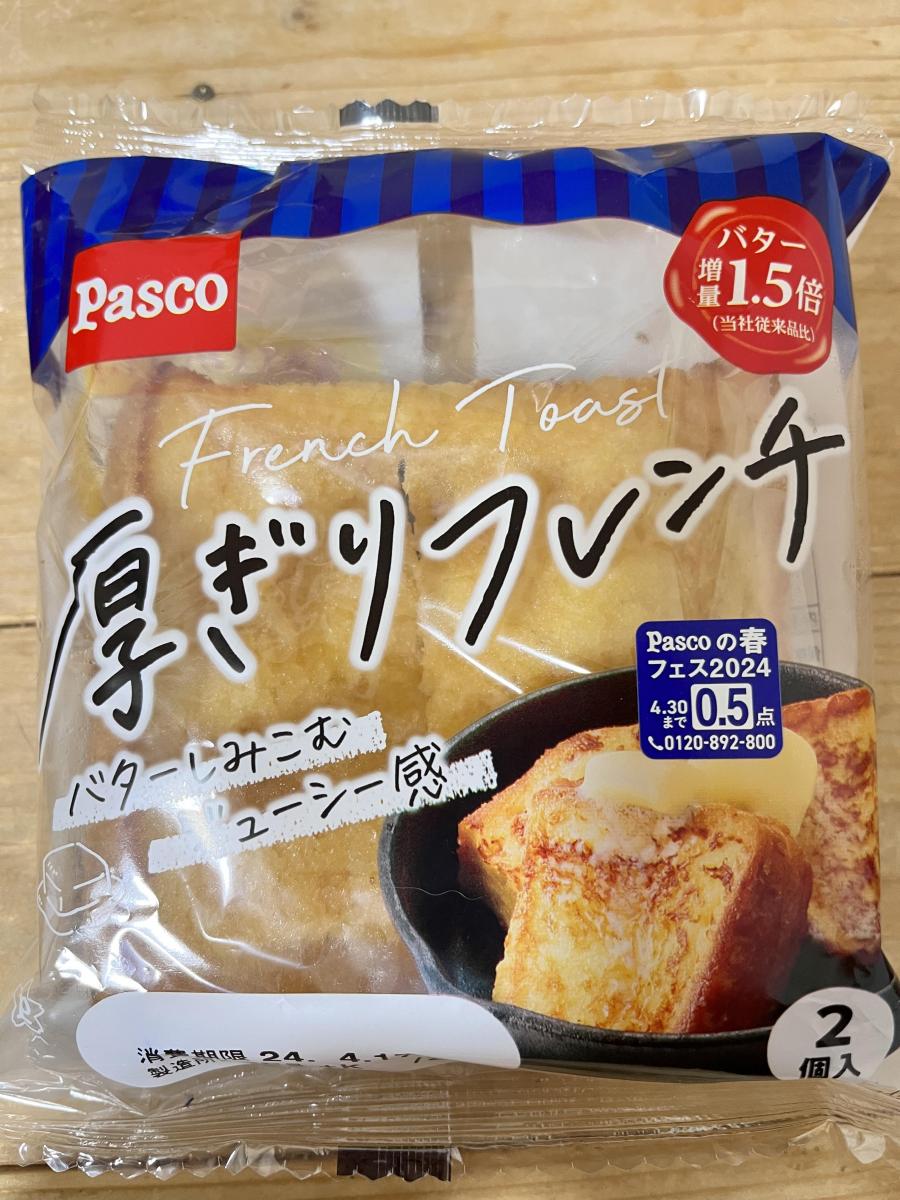 Pasco
バター
増量1.5倍
(当社従来品比)
French Toast
厚ぎりフレンチ
Pascoの春
フェス2024
4.30まで 0.5点
0120-892-800
バターしみこむ
ジューシー感
消費期限 24. 4.1
製造
2
個入